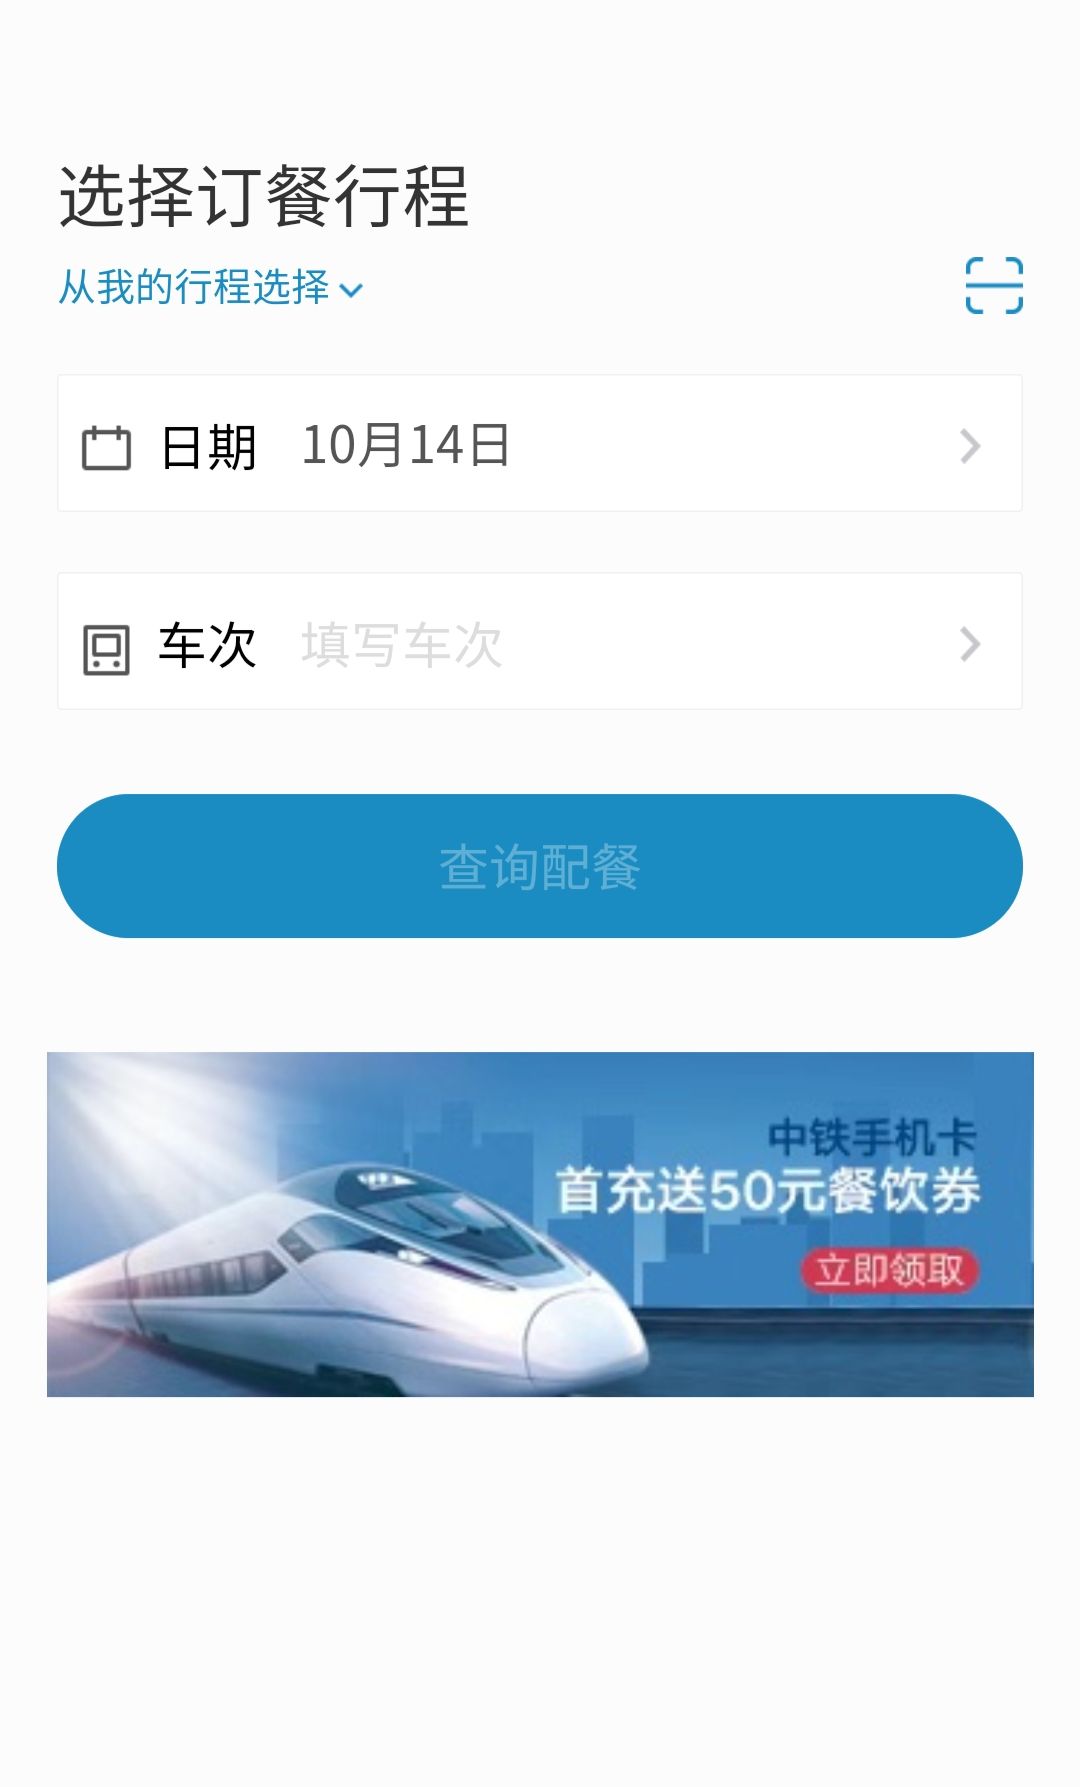 选择订餐行程
从我的行程选择
日期 10月14日
车次 填写车次
查询配餐
中铁手机卡
首充送50元餐饮券
立即领取